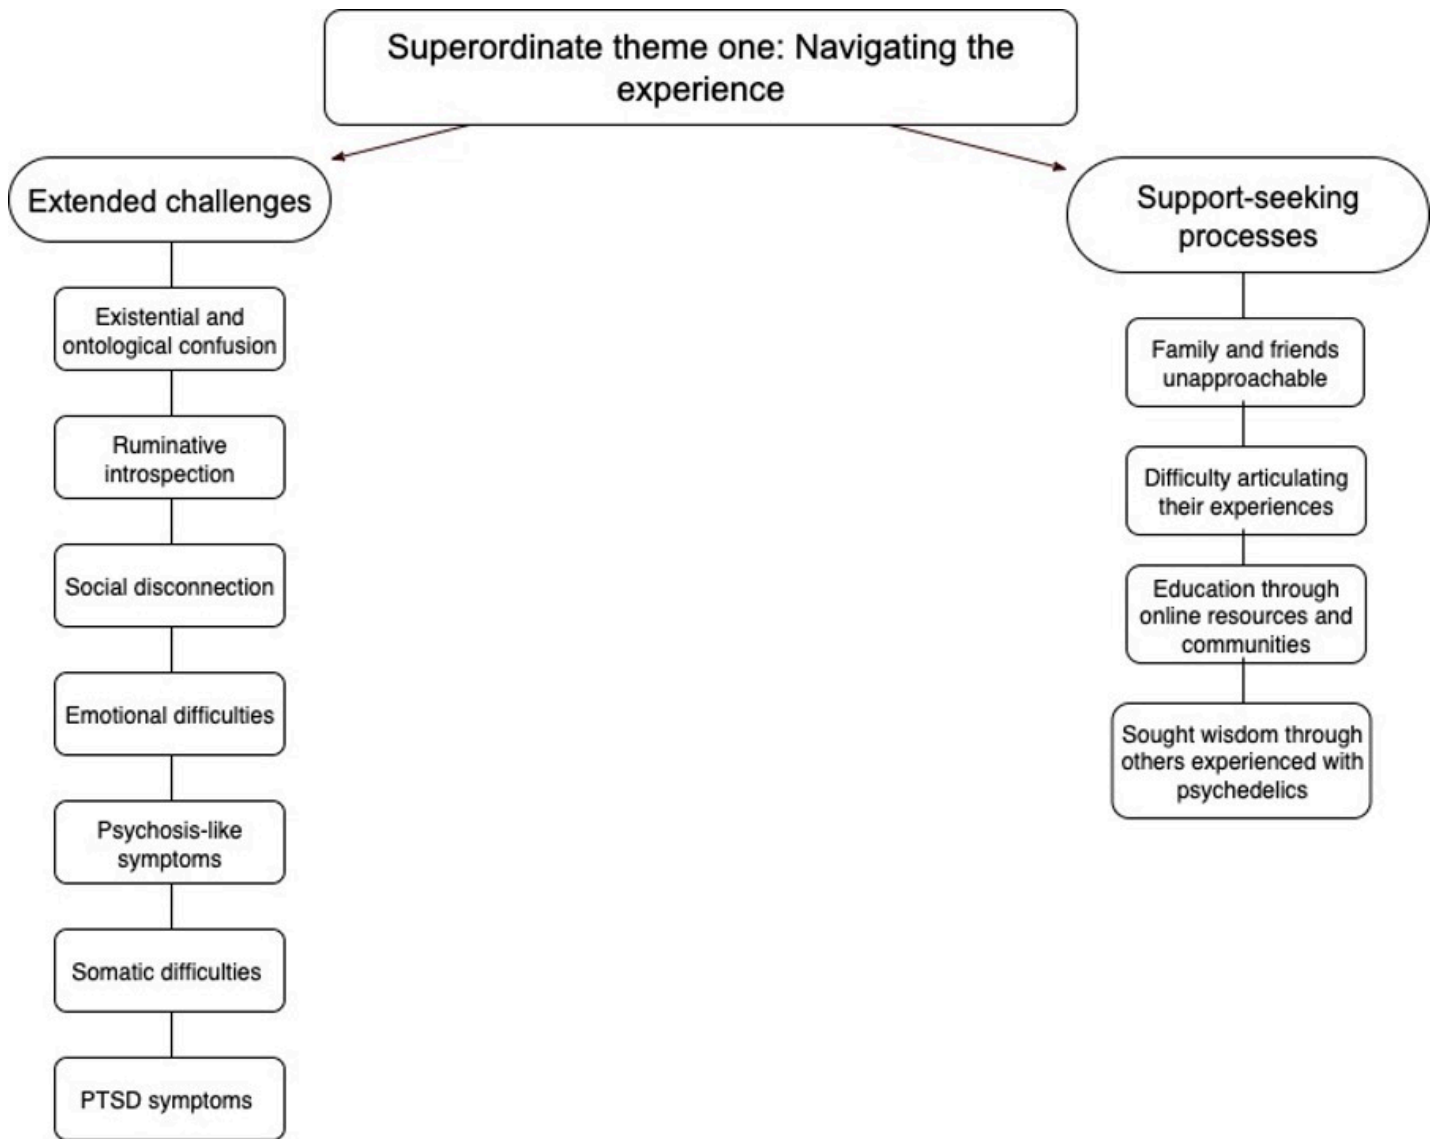 Superordinate theme one: Navigating the
experience
Extended challenges
Existential and
ontological confusion
Ruminative
introspection
Social disconnection
Emotional difficulties
Psychosis-like
symptoms
Somatic difficulties
PTSD symptoms
Support-seeking
processes
Family and friends
unapproachable
Difficulty articulating
their experiences
Education through
online resources and
communities
Sought wisdom through
others experienced with
psychedelics